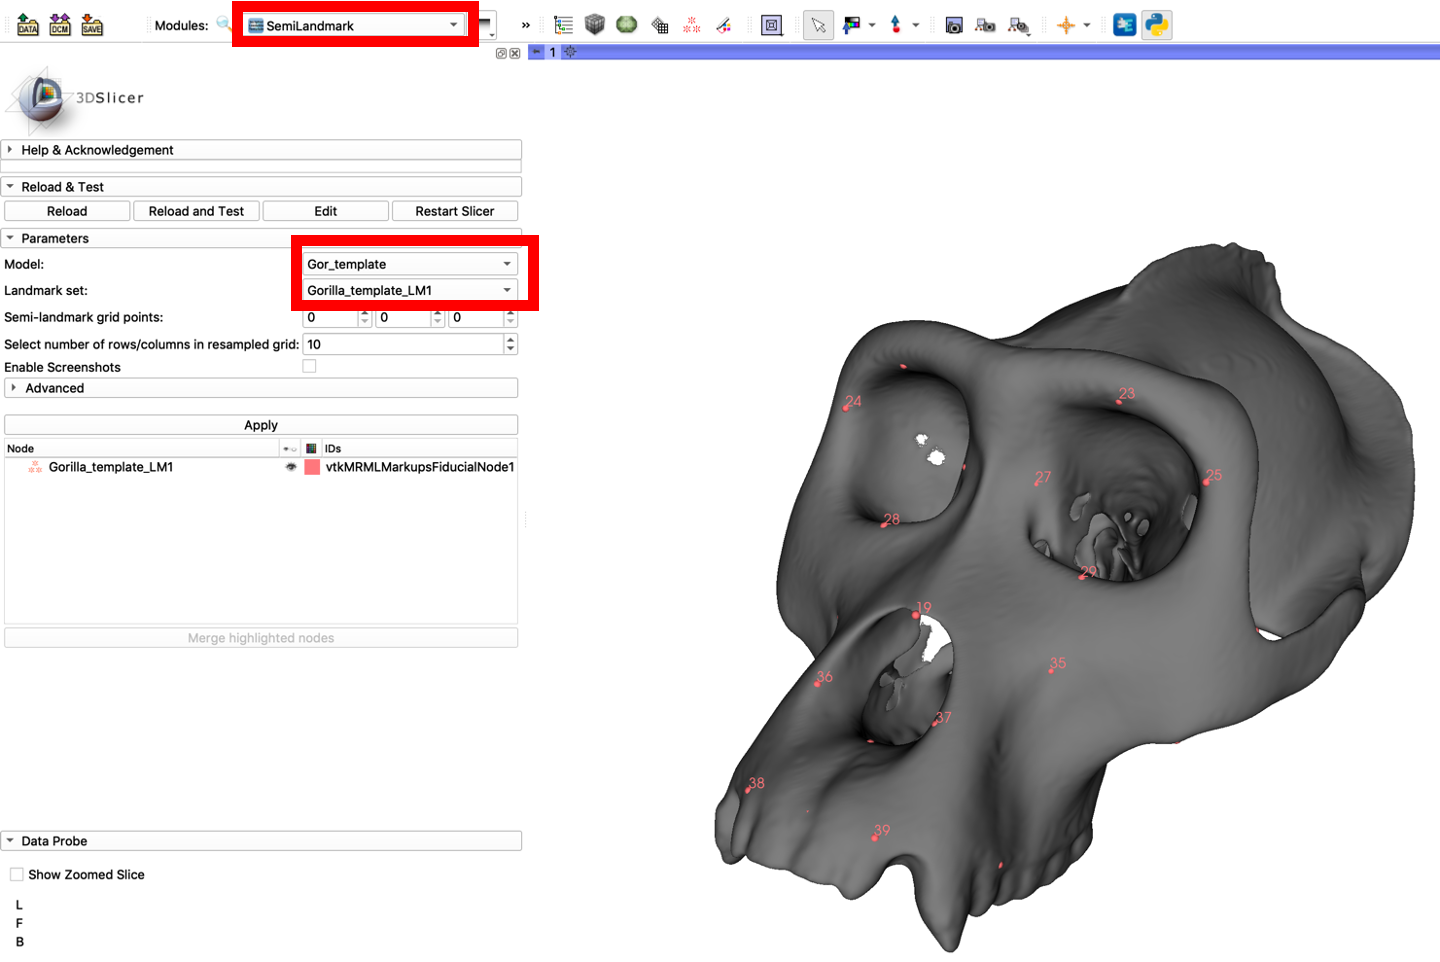 DATA DCM SAVE Modules: SemiLandmark »
1
3DSlicer
Help & Acknowledgement
Reload & Test
Reload Reload and Test Edit Restart Slicer
Parameters
Model: Gor_template
Landmark set: Gorilla_template_LM1
Semi-landmark grid points: 0 0 0
Select number of rows/columns in resampled grid: 10
Enable Screenshots
Advanced
Apply
Node IDs
Gorilla_template_LM1 vtkMRMLMarkupsFiducialNode1
Merge highlighted nodes
Data Probe
Show Zoomed Slice
L
F
B
23
24
25
27
28
29
19
35
36
37
38
39